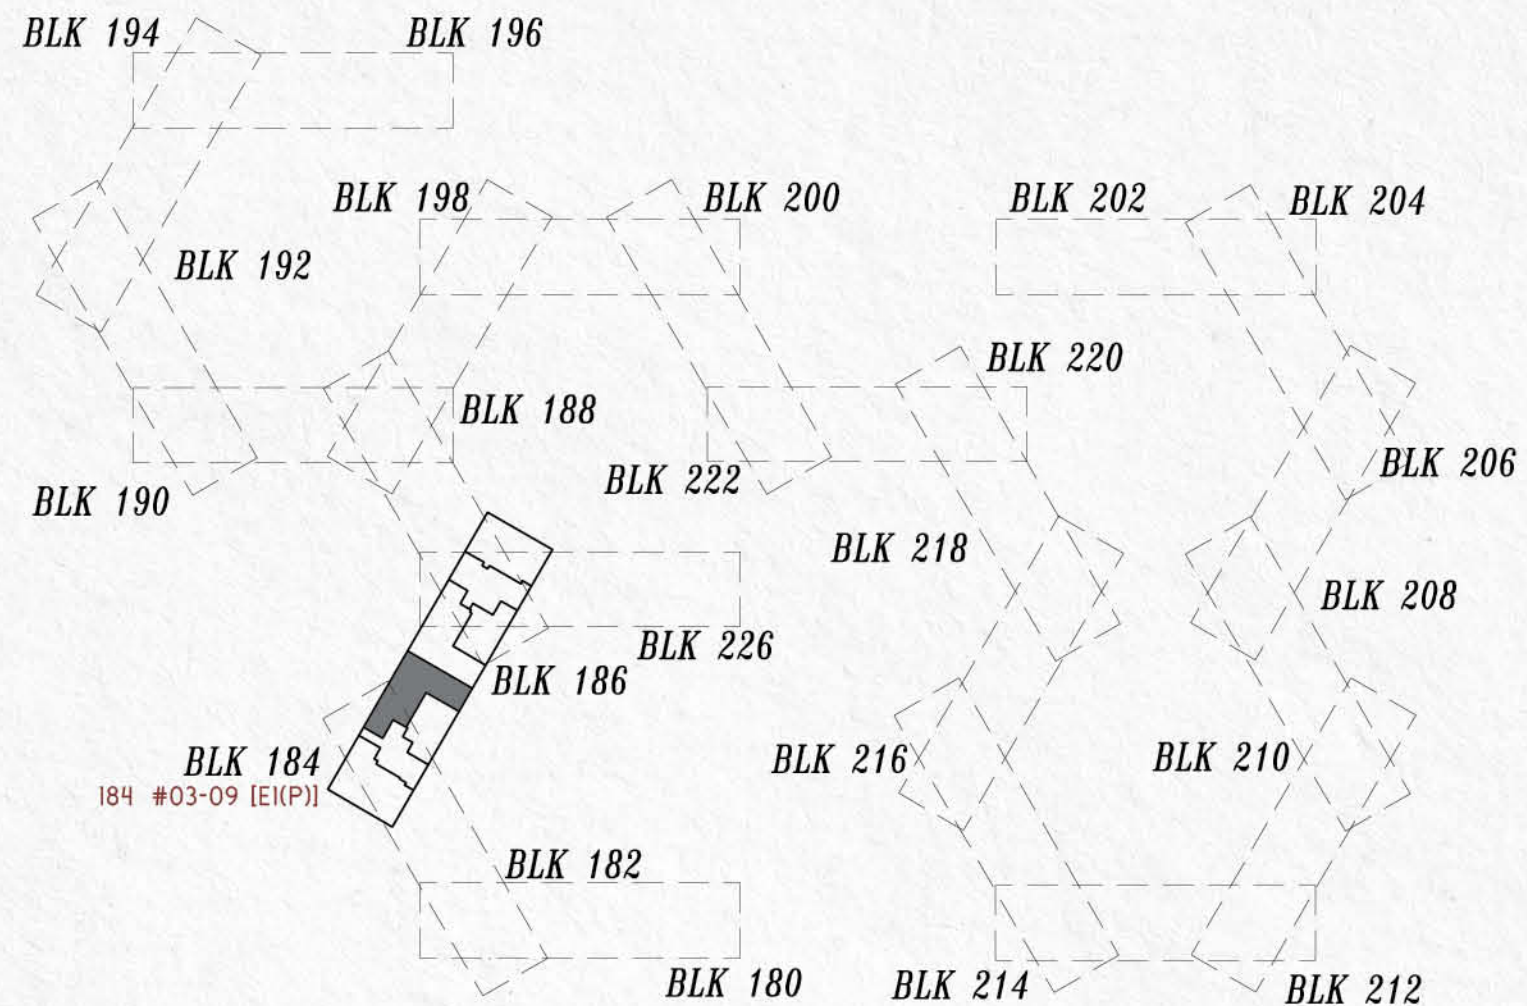 BLK 194
BLK 196
BLK 198
BLK 200
BLK 202
BLK 204
BLK 192
BLK 220
BLK 188
BLK 206
BLK 222
BLK 190
BLK 218
BLK 208
BLK 226
BLK 186
BLK 184
BLK 216
BLK 210
184 #03-09 [E1(P)]
BLK 182
BLK 180
BLK 214
BLK 212